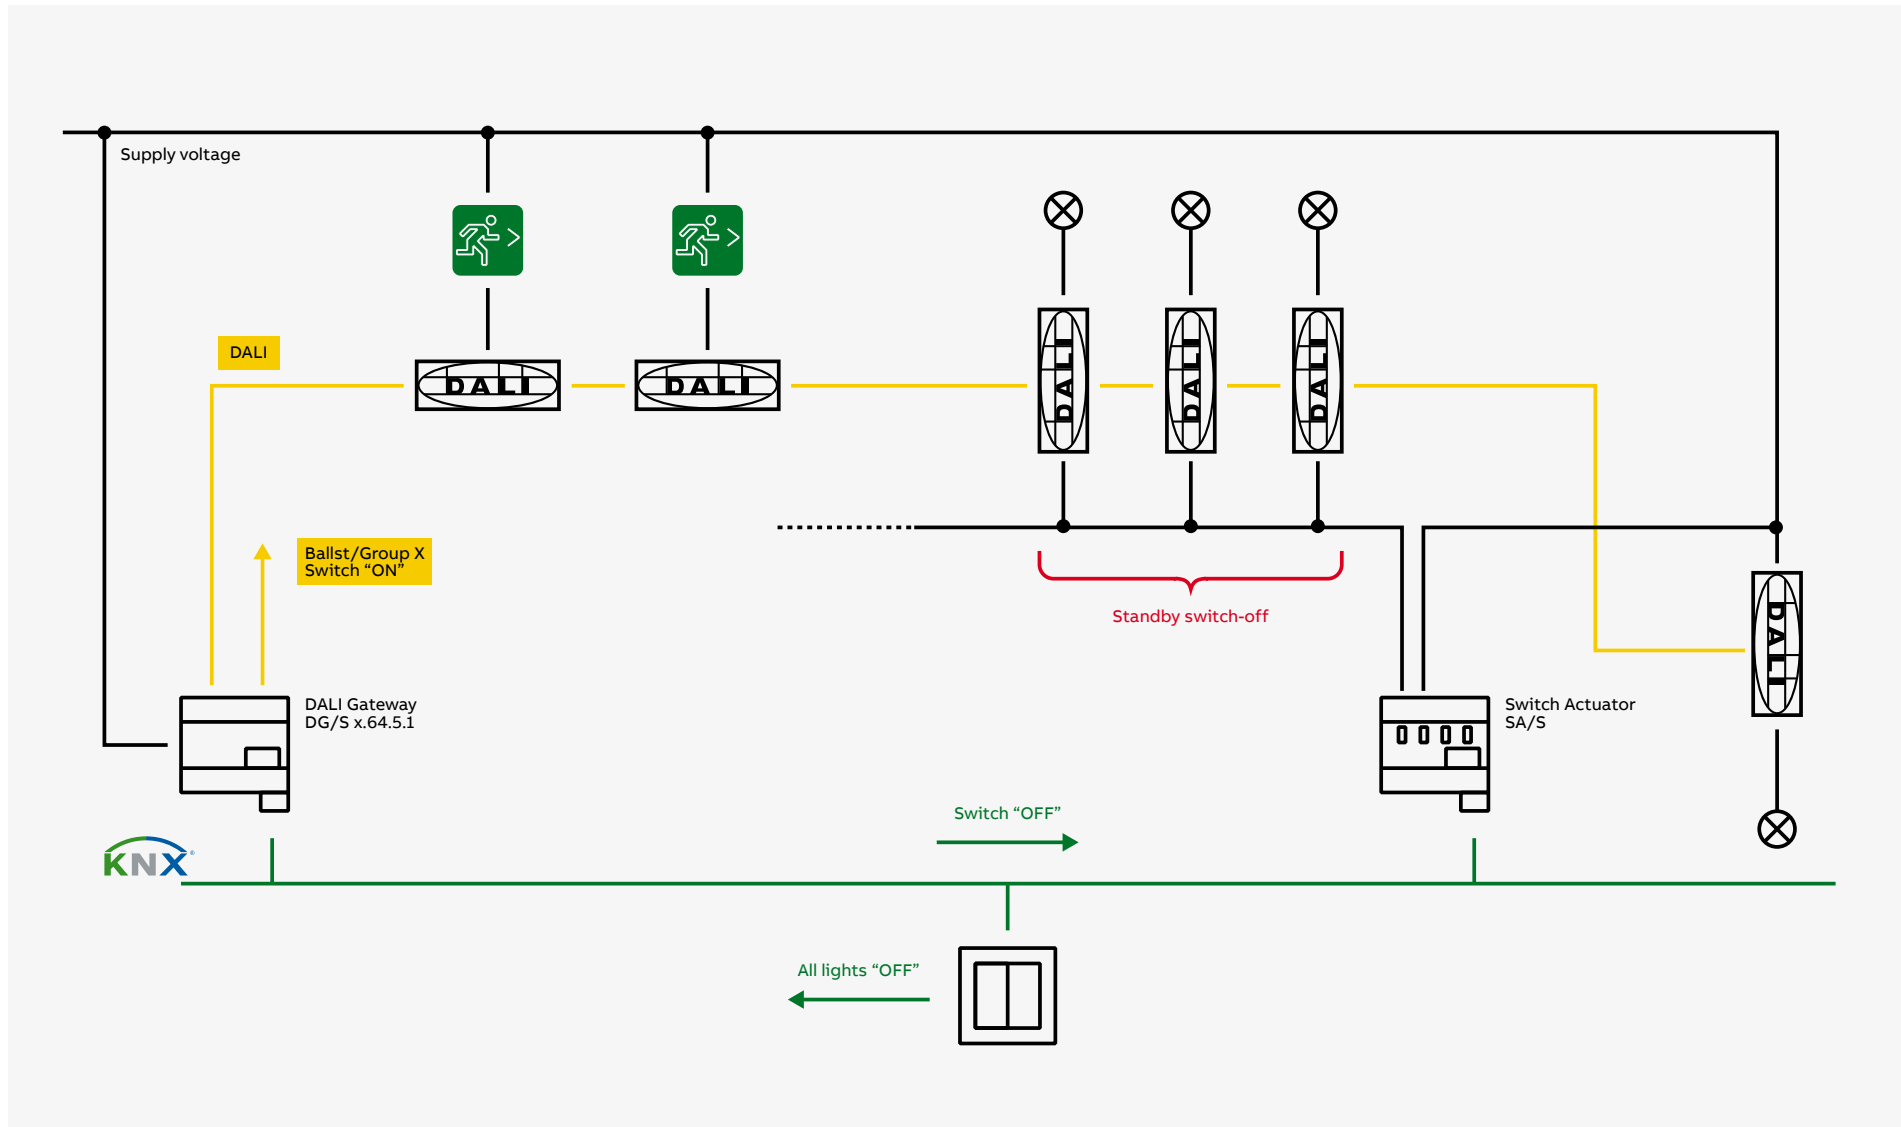 Supply voltage
DALI
DALI
DALI
DALI
DALI
DALI
Ballst/Group X
Switch “ON”
Standby switch-off
DALI
DALI Gateway
DG/S x.64.5.1
Switch Actuator
SA/S
Switch “OFF”
KNX®
All lights “OFF”